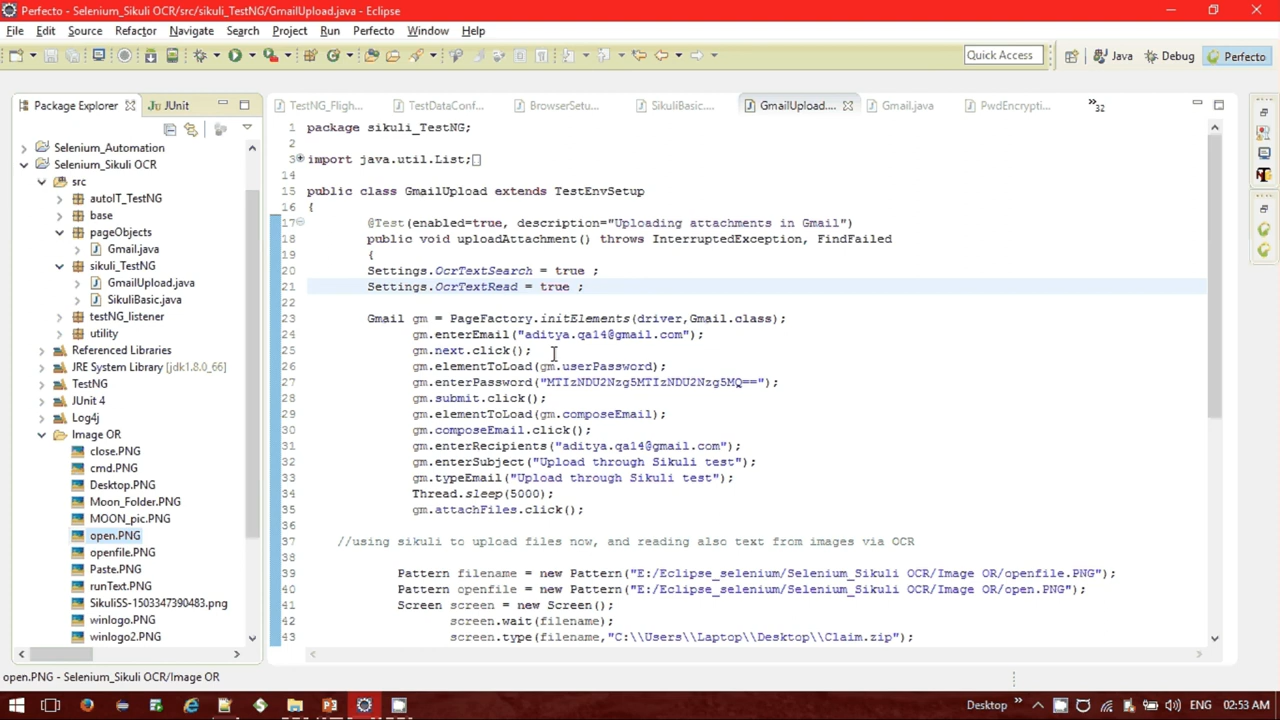 Perfecto - Selenium_Sikuli OCR/src/sikuli_TestNG/GmailUpload.java - Eclipse
File Edit Source Refactor Navigate Search Project Run Perfecto Window Help
Quick Access Java Debug Perfecto
Package Explorer JUnit TestNG_Fligh... TestDataConf... BrowserSetu... SikuliBasic.... GmailUpload.... Gmail.java PwdEncrypti... »32
Selenium_Automation
Selenium_Sikuli OCR
src
autoIT_TestNG
base
pageObjects
Gmail.java
sikuli_TestNG
GmailUpload.java
SikuliBasic.java
testNG_listener
utility
Referenced Libraries
JRE System Library [jdk1.8.0_66]
TestNG
JUnit 4
Log4j
Image OR
close.PNG
cmd.PNG
Desktop.PNG
Moon_Folder.PNG
MOON_pic.PNG
open.PNG
openfile.PNG
Paste.PNG
runText.PNG
SikuliSS-1503347390483.png
winlogo.PNG
winlogo2.PNG
1 package sikuli_TestNG;
2
3 import java.util.List;
14
15 public class GmailUpload extends TestEnvSetup
16 {
17 @Test(enabled=true, description="Uploading attachments in Gmail")
18 public void uploadAttachment() throws InterruptedException, FindFailed
19 {
20 Settings.OcrTextSearch = true ;
21 Settings.OcrTextRead = true ;
22
23 Gmail gm = PageFactory.initElements(driver,Gmail.class);
24 gm.enterEmail("aditya.qa14@gmail.com");
25 gm.next.click();
26 gm.elementToLoad(gm.userPassword);
27 gm.enterPassword("MTIzNDU2Nzg5MTIzNDU2Nzg5MQ==");
28 gm.submit.click();
29 gm.elementToLoad(gm.composeEmail);
30 gm.composeEmail.click();
31 gm.enterRecipients("aditya.qa14@gmail.com");
32 gm.enterSubject("Upload through Sikuli test");
33 gm.typeEmail("Upload through Sikuli test");
34 Thread.sleep(5000);
35 gm.attachFiles.click();
36
37 //using sikuli to upload files now, and reading also text from images via OCR
38
39 Pattern filename = new Pattern("E:/Eclipse_selenium/Selenium_Sikuli OCR/Image OR/openfile.PNG");
40 Pattern openfile = new Pattern("E:/Eclipse_selenium/Selenium_Sikuli OCR/Image OR/open.PNG");
41 Screen screen = new Screen();
42 screen.wait(filename);
43 screen.type(filename,"C:\\Users\\Laptop\\Desktop\\Claim.zip");
open.PNG - Selenium_Sikuli OCR/Image OR
Desktop » ENG 02:53 AM